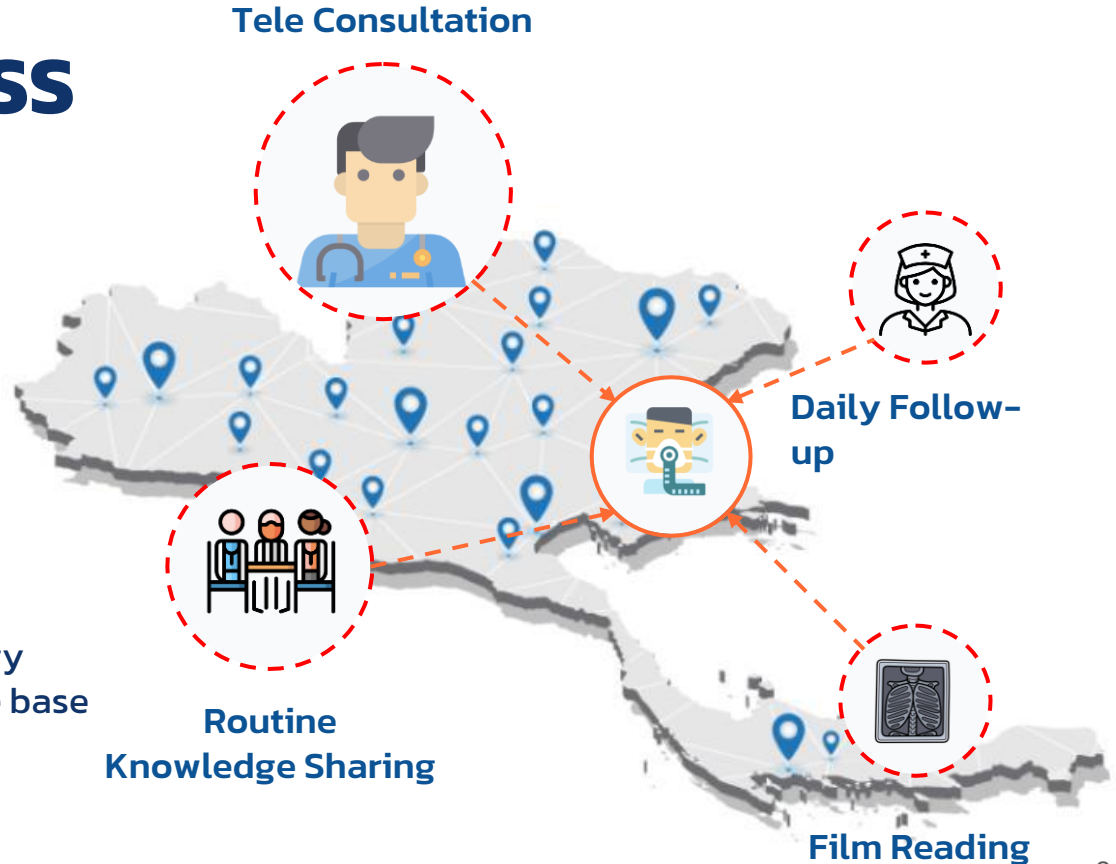 Tele Consultation
ss
Daily Follow-
up
y
base
Routine
Knowledge Sharing
Film Reading